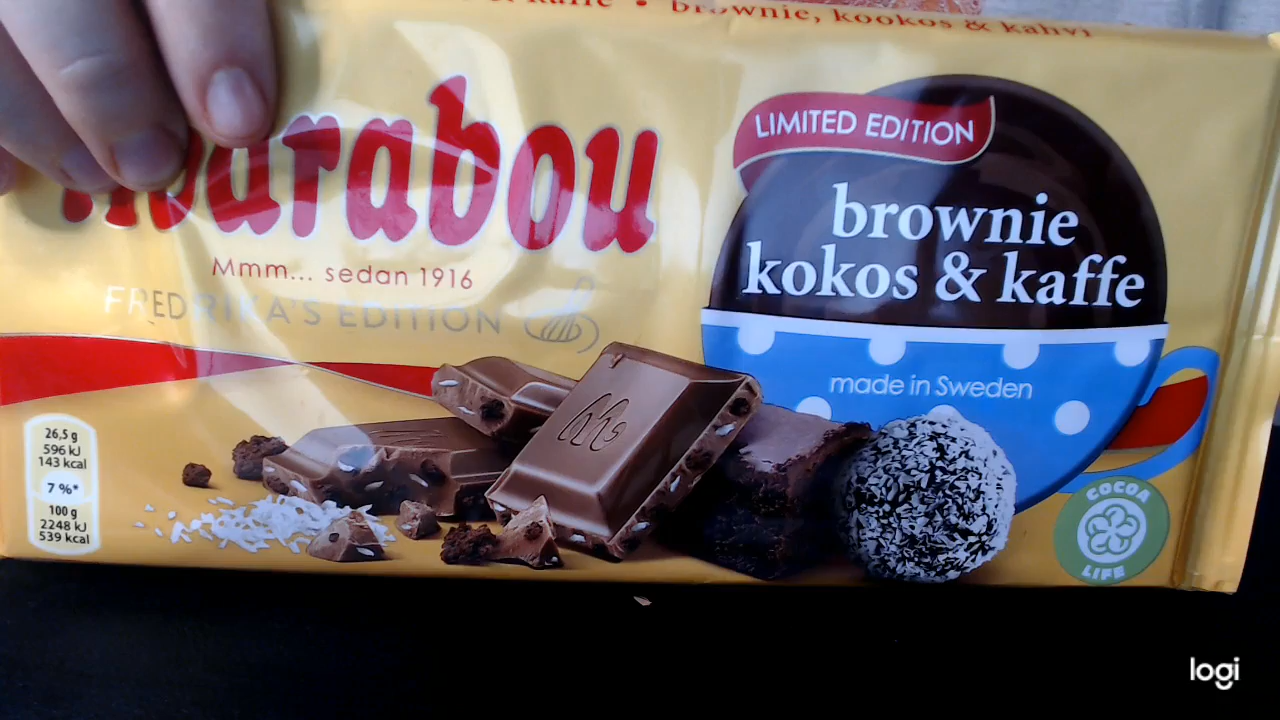 kaffe • brownie, kookos & kahvi
marabou
Mmm... sedan 1916
FREDRIKA'S EDITION
LIMITED EDITION
brownie
kokos & kaffe
made in Sweden
26,5 g
596 kJ
143 kcal
7 %*
100 g
2248 kJ
539 kcal
COCOA
LIFE
logi